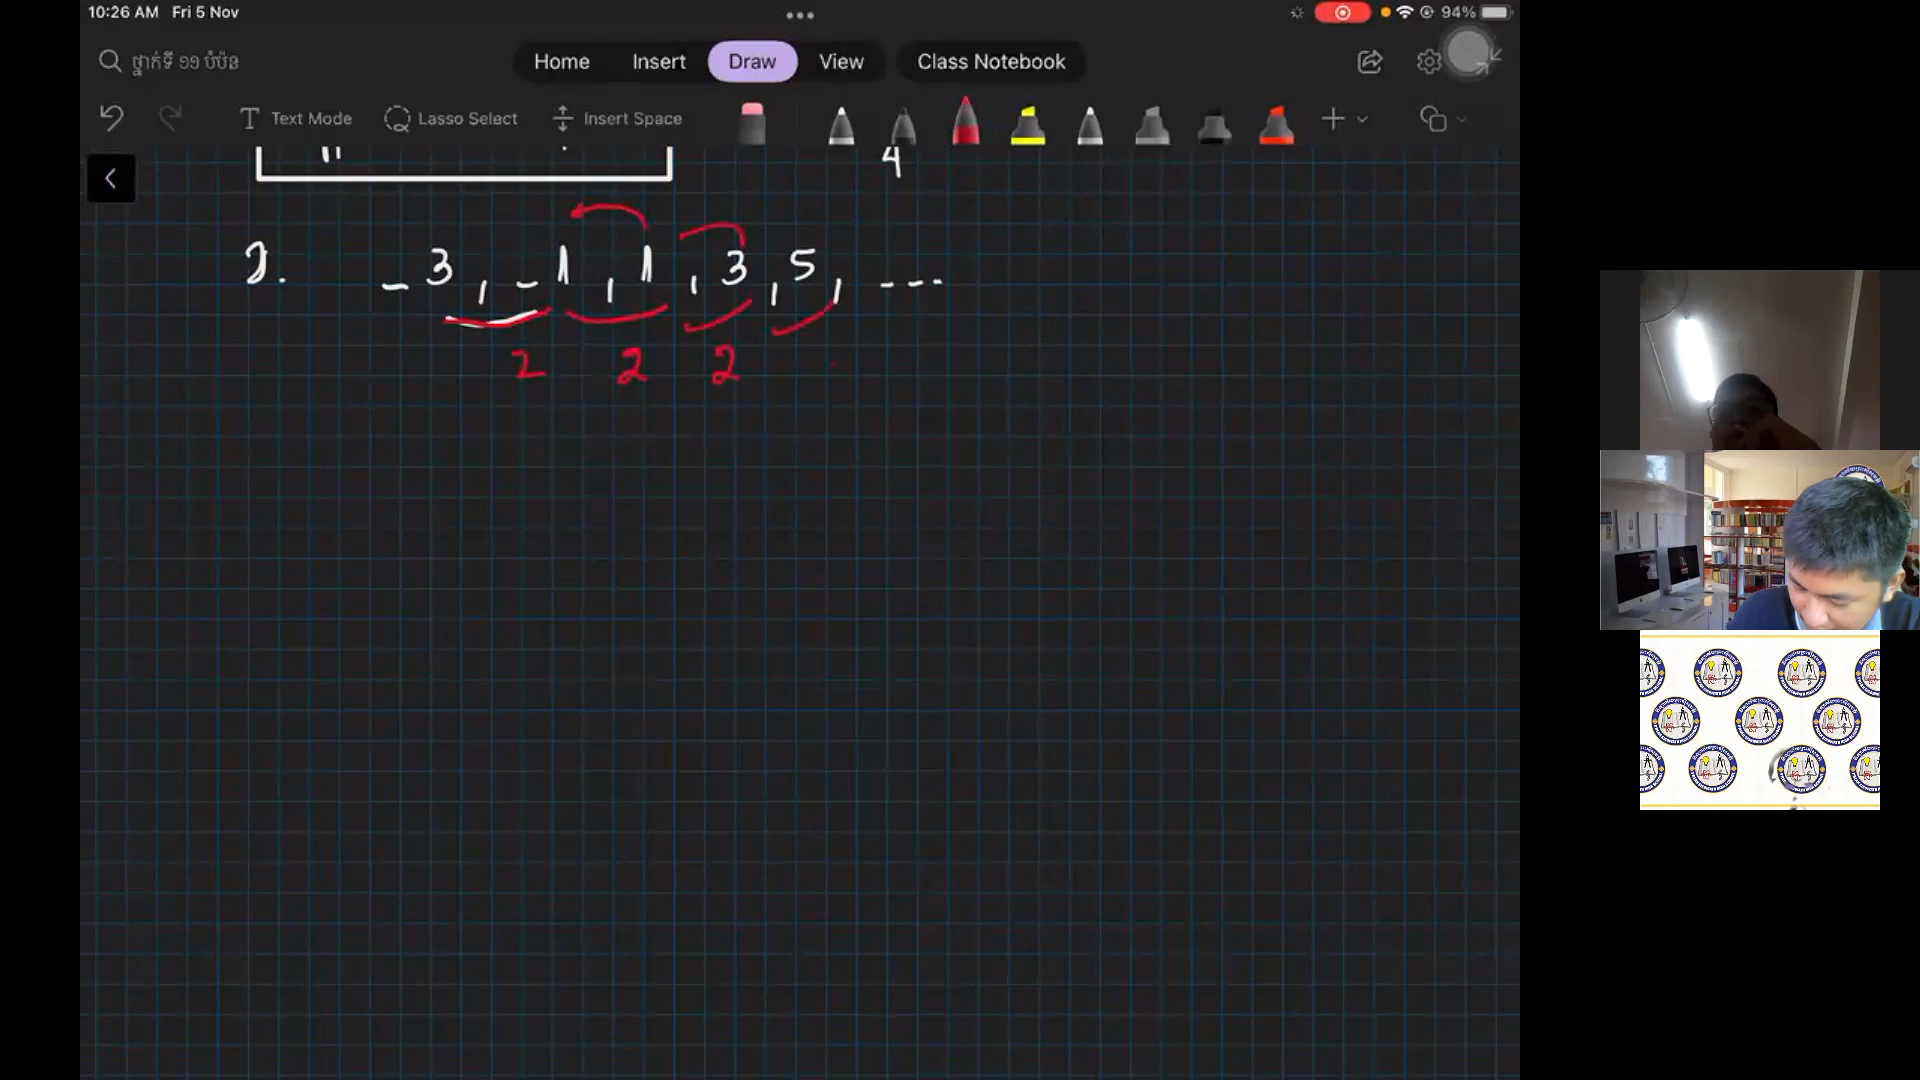 10:26 AM Fri 5 Nov
94%
ថ្នាក់ទី ១១ បំប៉ន
Home Insert Draw View Class Notebook
Text Mode Lasso Select Insert Space
4
2. -3, -1, 1, 3, 5, ...
2 2 2